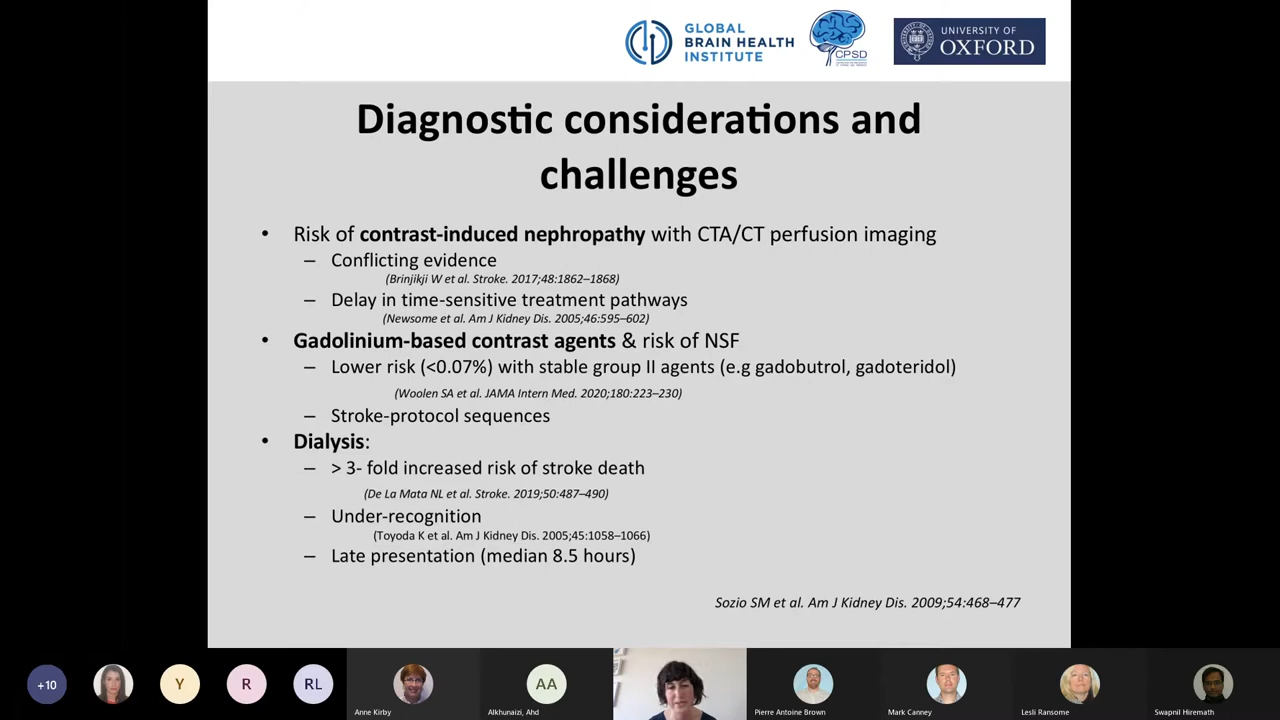 GLOBAL
BRAIN HEALTH
INSTITUTE
CPSD
UNIVERSITY OF
OXFORD
Diagnostic considerations and
challenges
• Risk of contrast-induced nephropathy with CTA/CT perfusion imaging
– Conflicting evidence
(Brinjikji W et al. Stroke. 2017;48:1862–1868)
– Delay in time-sensitive treatment pathways
(Newsome et al. Am J Kidney Dis. 2005;46:595–602)
• Gadolinium-based contrast agents & risk of NSF
– Lower risk (<0.07%) with stable group II agents (e.g gadobutrol, gadoteridol)
(Woolen SA et al. JAMA Intern Med. 2020;180:223–230)
– Stroke-protocol sequences
• Dialysis:
– > 3- fold increased risk of stroke death
(De La Mata NL et al. Stroke. 2019;50:487–490)
– Under-recognition
(Toyoda K et al. Am J Kidney Dis. 2005;45:1058–1066)
– Late presentation (median 8.5 hours)
Sozio SM et al. Am J Kidney Dis. 2009;54:468–477
+10
Y
R
RL
AA
Anne Kirby
Alkhunaizi, Ahd
Pierre Antoine Brown
Mark Canney
Lesli Ransome
Swapnil Hiremath